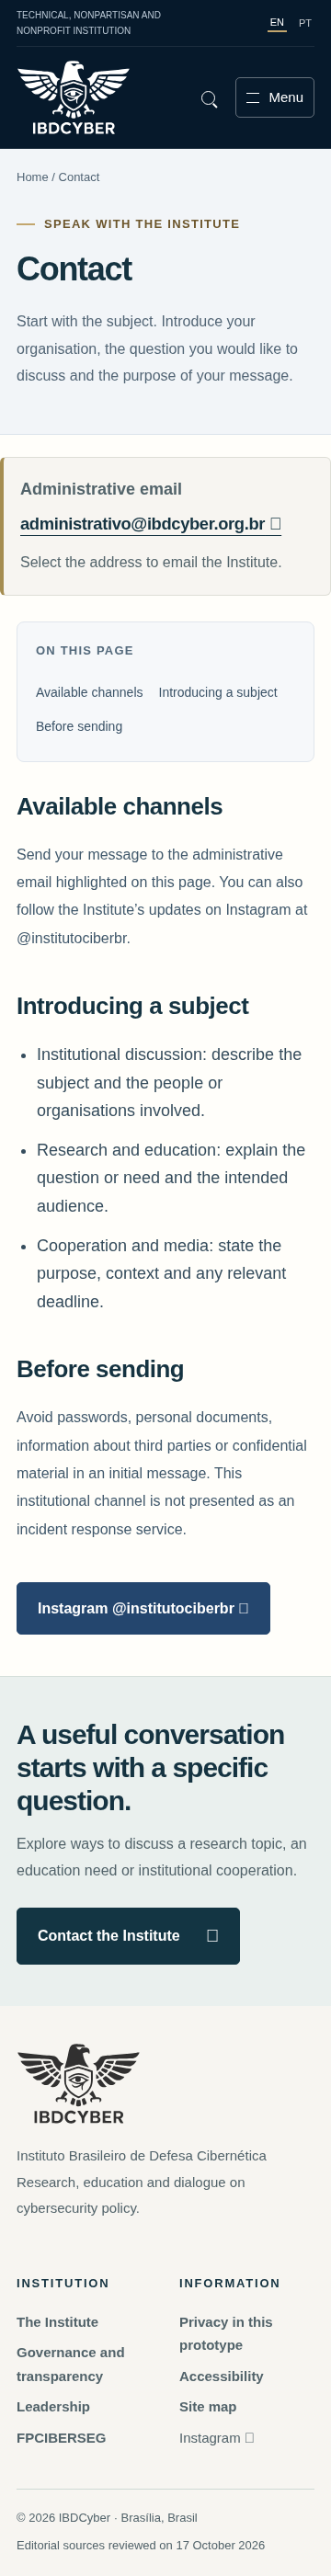 TECHNICAL, NONPARTISAN AND
NONPROFIT INSTITUTION
EN PT
IBDCYBER
Menu
Home / Contact
SPEAK WITH THE INSTITUTE
Contact
Start with the subject. Introduce your
organisation, the question you would like to
discuss and the purpose of your message.
Administrative email
administrativo@ibdcyber.org.br
Select the address to email the Institute.
ON THIS PAGE
Available channels Introducing a subject
Before sending
Available channels
Send your message to the administrative
email highlighted on this page. You can also
follow the Institute’s updates on Instagram at
@institutociberbr.
Introducing a subject
• Institutional discussion: describe the
subject and the people or
organisations involved.
• Research and education: explain the
question or need and the intended
audience.
• Cooperation and media: state the
purpose, context and any relevant
deadline.
Before sending
Avoid passwords, personal documents,
information about third parties or confidential
material in an initial message. This
institutional channel is not presented as an
incident response service.
Instagram @institutociberbr
A useful conversation
starts with a specific
question.
Explore ways to discuss a research topic, an
education need or institutional cooperation.
Contact the Institute
IBDCYBER
Instituto Brasileiro de Defesa Cibernética
Research, education and dialogue on
cybersecurity policy.
INSTITUTION
The Institute
Governance and
transparency
Leadership
FPCIBERSEG
INFORMATION
Privacy in this
prototype
Accessibility
Site map
Instagram
© 2026 IBDCyber · Brasília, Brasil
Editorial sources reviewed on 17 October 2026